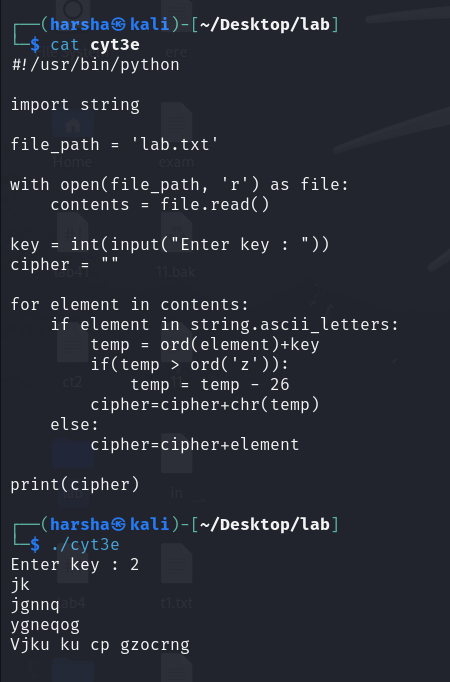 ┌──(harsha㉿kali)-[~/Desktop/lab]
└─$ cat cyt3e
#!/usr/bin/python

import string

file_path = 'lab.txt'

with open(file_path, 'r') as file:
    contents = file.read()

key = int(input("Enter key : "))
cipher = ""

for element in contents:
    if element in string.ascii_letters:
        temp = ord(element)+key
        if(temp > ord('z')):
            temp = temp - 26
        cipher=cipher+chr(temp)
    else:
        cipher=cipher+element

print(cipher)

┌──(harsha㉿kali)-[~/Desktop/lab]
└─$ ./cyt3e
Enter key : 2
jk
jgnnq
ygneqog
Vjku ku cp gzocrng